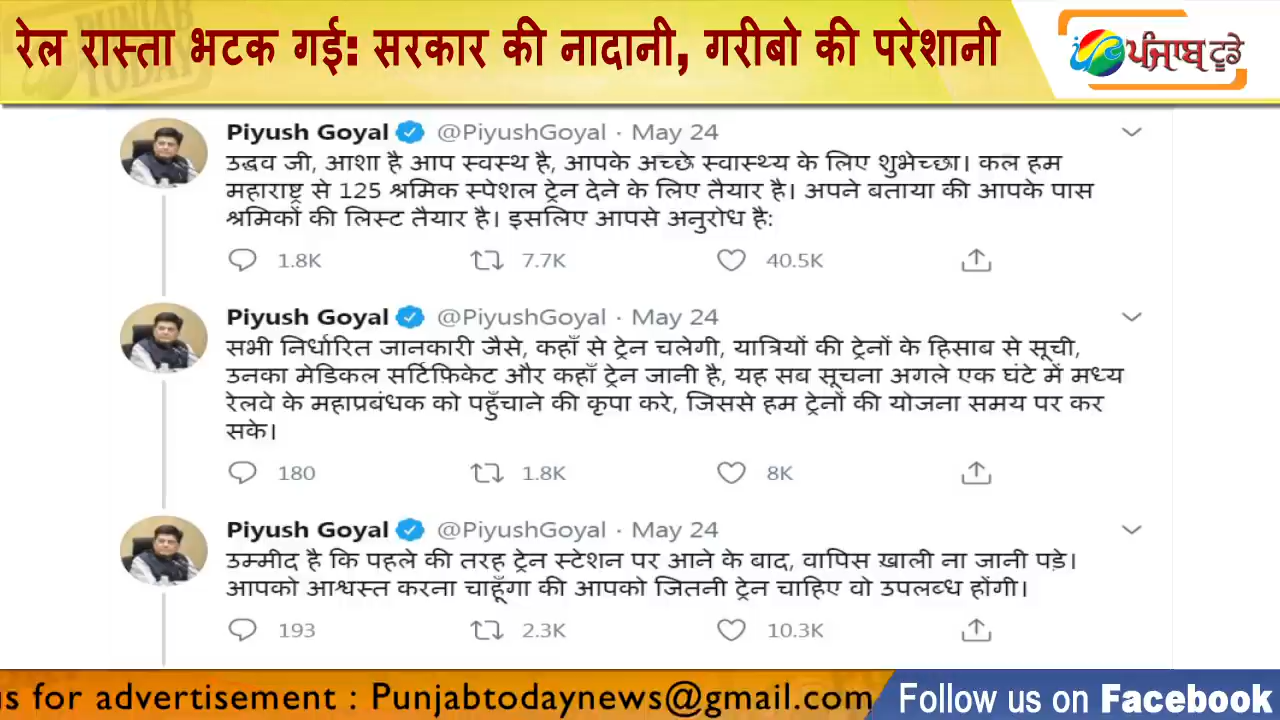 रेल रास्ता भटक गई: सरकार की नादानी, गरीबो की परेशानी
ਪੰਜਾਬ ਟੂਡੇ
Piyush Goyal @PiyushGoyal · May 24
उद्धव जी, आशा है आप स्वस्थ है, आपके अच्छे स्वास्थ्य के लिए शुभेच्छा। कल हम
महाराष्ट्र से 125 श्रमिक स्पेशल ट्रेन देने के लिए तैयार है। अपने बताया की आपके पास
श्रमिकों की लिस्ट तैयार है। इसलिए आपसे अनुरोध है:
1.8K 7.7K 40.5K
Piyush Goyal @PiyushGoyal · May 24
सभी निर्धारित जानकारी जैसे, कहाँ से ट्रेन चलेगी, यात्रियों की ट्रेनों के हिसाब से सूची,
उनका मेडिकल सर्टिफ़िकेट और कहाँ ट्रेन जानी है, यह सब सूचना अगले एक घंटे में मध्य
रेलवे के महाप्रबंधक को पहुँचाने की कृपा करे, जिससे हम ट्रेनों की योजना समय पर कर
सके।
180 1.8K 8K
Piyush Goyal @PiyushGoyal · May 24
उम्मीद है कि पहले की तरह ट्रेन स्टेशन पर आने के बाद, वापिस ख़ाली ना जानी पड़े।
आपको आश्वस्त करना चाहूँगा की आपको जितनी ट्रेन चाहिए वो उपलब्ध होंगी।
193 2.3K 10.3K
us for advertisement : Punjabtodaynews@gmail.com
Follow us on Facebook